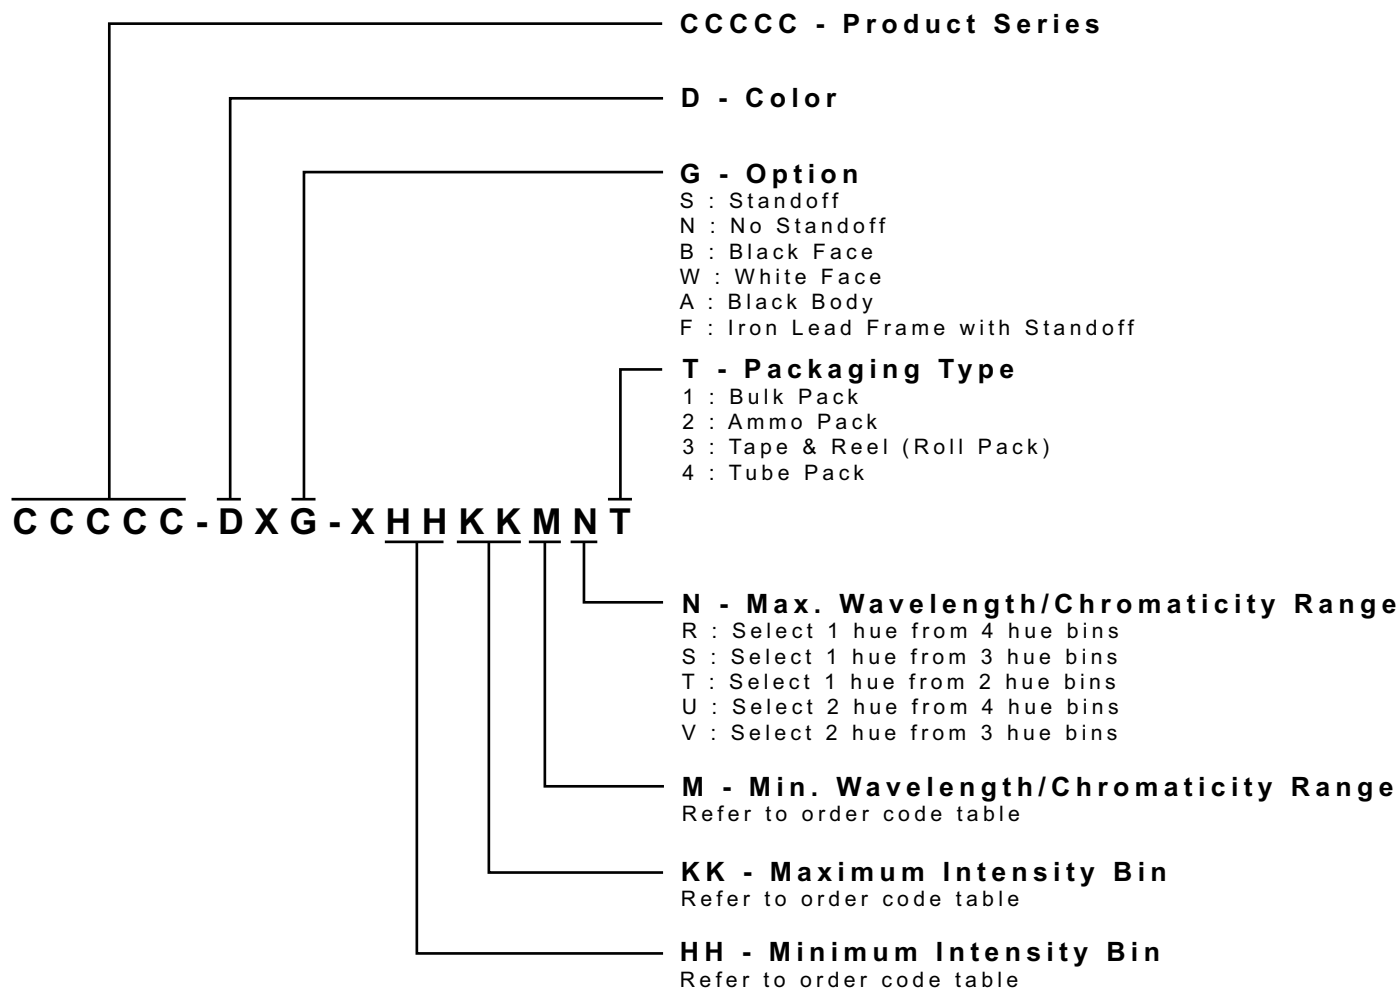 CCCCC - Product Series
D - Color
G - Option
S : Standoff
N : No Standoff
B : Black Face
W : White Face
A : Black Body
F : Iron Lead Frame with Standoff
T - Packaging Type
1 : Bulk Pack
2 : Ammo Pack
3 : Tape & Reel (Roll Pack)
4 : Tube Pack
CCCCC-DXG-XHHKKMNT
N - Max. Wavelength/Chromaticity Range
R : Select 1 hue from 4 hue bins
S : Select 1 hue from 3 hue bins
T : Select 1 hue from 2 hue bins
U : Select 2 hue from 4 hue bins
V : Select 2 hue from 3 hue bins
M - Min. Wavelength/Chromaticity Range
Refer to order code table
KK - Maximum Intensity Bin
Refer to order code table
HH - Minimum Intensity Bin
Refer to order code table